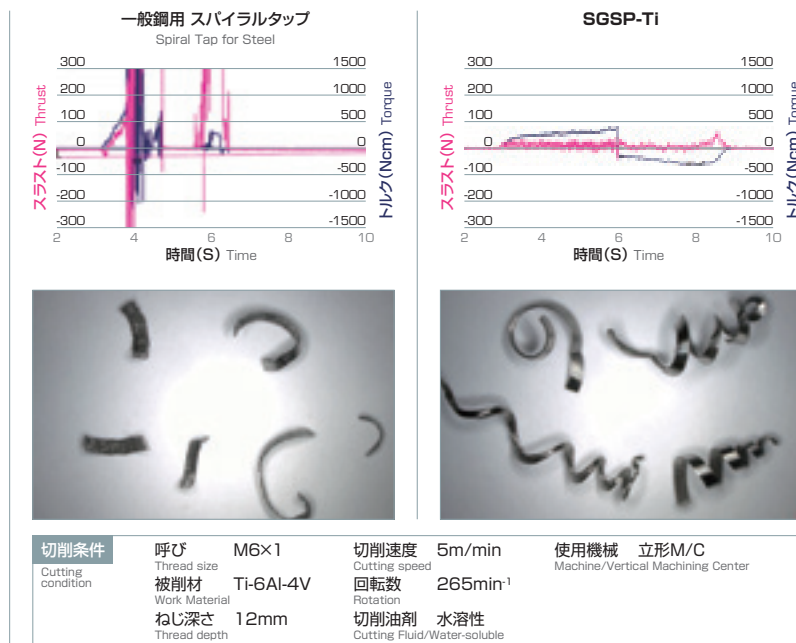 一般鋼用 スパイラルタップ
Spiral Tap for Steel
300
200
100
0
-100
-200
-300
スラスト(N) Thrust
1500
1000
500
0
-500
-1000
-1500
トルク(Ncm) Torque
2 4 6 8 10
時間(S) Time
SGSP-Ti
300
200
100
0
-100
-200
-300
スラスト(N) Thrust
1500
1000
500
0
-500
-1000
-1500
トルク(Ncm) Torque
2 4 6 8 10
時間(S) Time
切削条件
Cutting
condition
呼び M6×1
Thread size
被削材 Ti-6Al-4V
Work Material
ねじ深さ 12mm
Thread depth
切削速度 5m/min
Cutting speed
回転数 265min⁻¹
Rotation
切削油剤 水溶性
Cutting Fluid/Water-soluble
使用機械 立形M/C
Machine/Vertical Machining Center